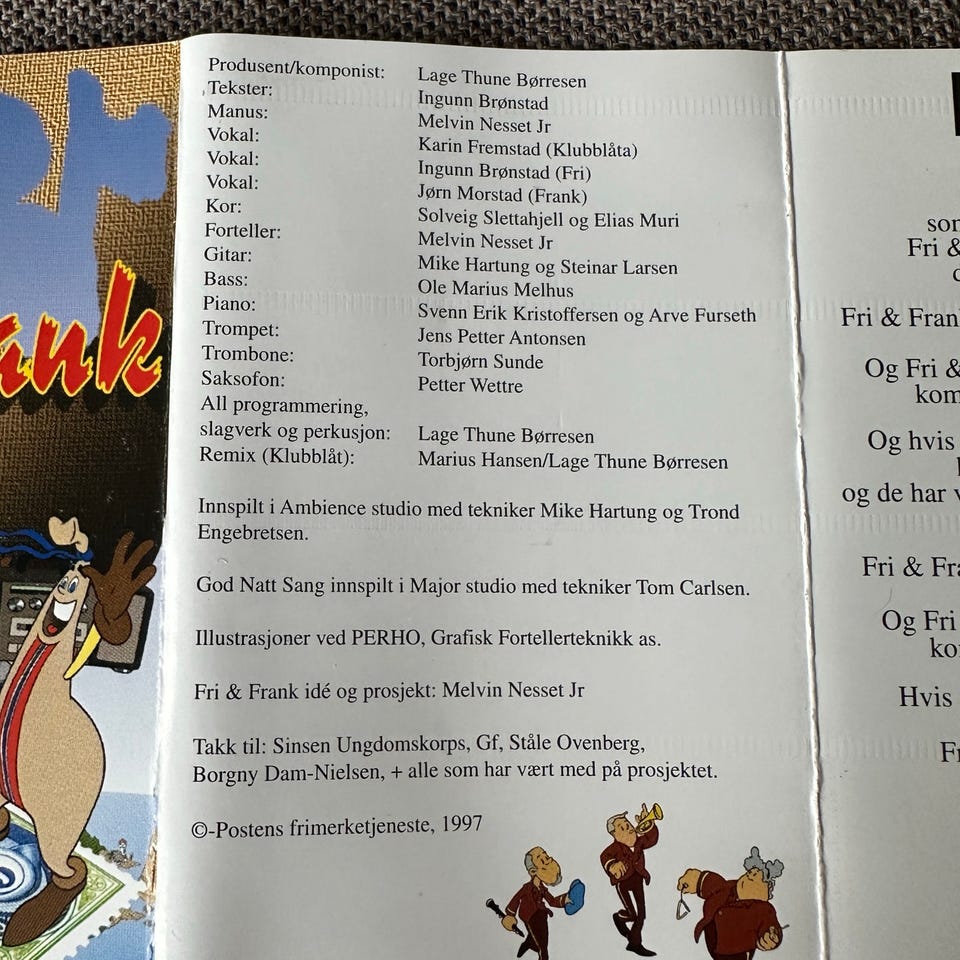 ank
Produsent/komponist: Lage Thune Børresen
Tekster: Ingunn Brønstad
Manus: Melvin Nesset Jr
Vokal: Karin Fremstad (Klubblåta)
Vokal: Ingunn Brønstad (Fri)
Vokal: Jørn Morstad (Frank)
Kor: Solveig Slettahjell og Elias Muri
Forteller: Melvin Nesset Jr
Gitar: Mike Hartung og Steinar Larsen
Bass: Ole Marius Melhus
Piano: Svenn Erik Kristoffersen og Arve Furseth
Trompet: Jens Petter Antonsen
Trombone: Torbjørn Sunde
Saksofon: Petter Wettre
All programmering,
slagverk og perkusjon: Lage Thune Børresen
Remix (Klubblåt): Marius Hansen/Lage Thune Børresen
Innspilt i Ambience studio med tekniker Mike Hartung og Trond
Engebretsen.
God Natt Sang innspilt i Major studio med tekniker Tom Carlsen.
Illustrasjoner ved PERHO, Grafisk Fortellerteknikk as.
Fri & Frank idé og prosjekt: Melvin Nesset Jr
Takk til: Sinsen Ungdomskorps, Gf, Ståle Ovenberg,
Borgny Dam-Nielsen, + alle som har vært med på prosjektet.
©-Postens frimerketjeneste, 1997
som
Fri &
Fri & Frank
Og Fri &
kom
Og hvis
og de har v
Fri & Fra
Og Fri
ko
Hvis
Fr